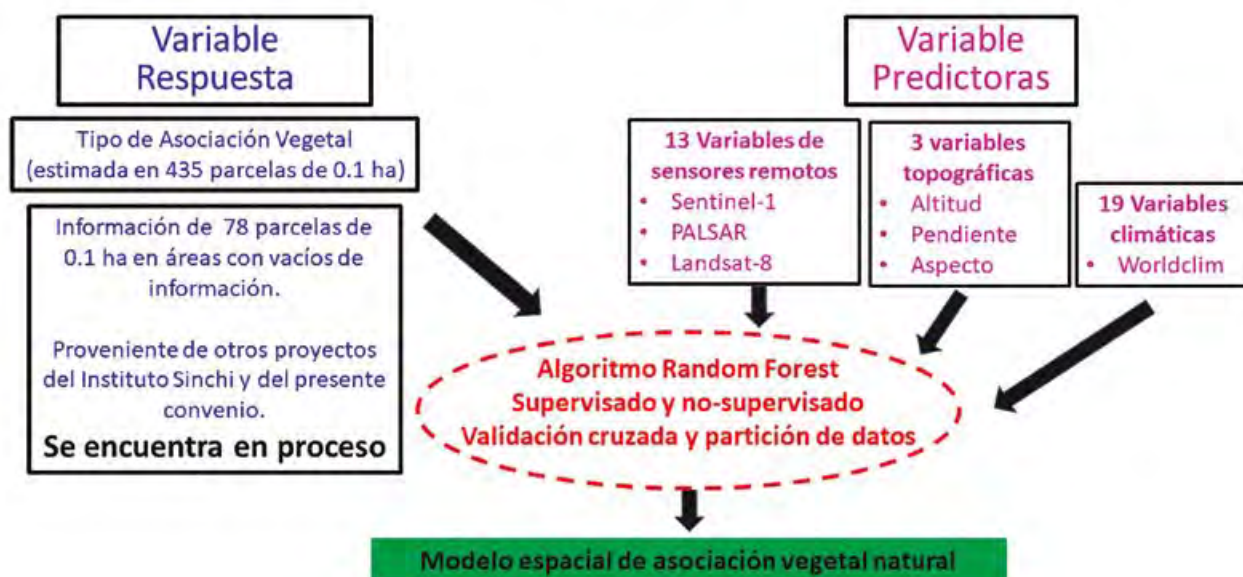 Variable
Respuesta
Tipo de Asociación Vegetal
(estimada en 435 parcelas de 0.1 ha)
Información de 78 parcelas de
0.1 ha en áreas con vacíos de
información.
Proveniente de otros proyectos
del Instituto Sinchi y del presente
convenio.
Se encuentra en proceso
Variable
Predictoras
13 Variables de
sensores remotos
• Sentinel-1
• PALSAR
• Landsat-8
3 variables
topográficas
• Altitud
• Pendiente
• Aspecto
19 Variables
climáticas
• Worldclim
Algoritmo Random Forest
Supervisado y no-supervisado
Validación cruzada y partición de datos
Modelo espacial de asociación vegetal natural